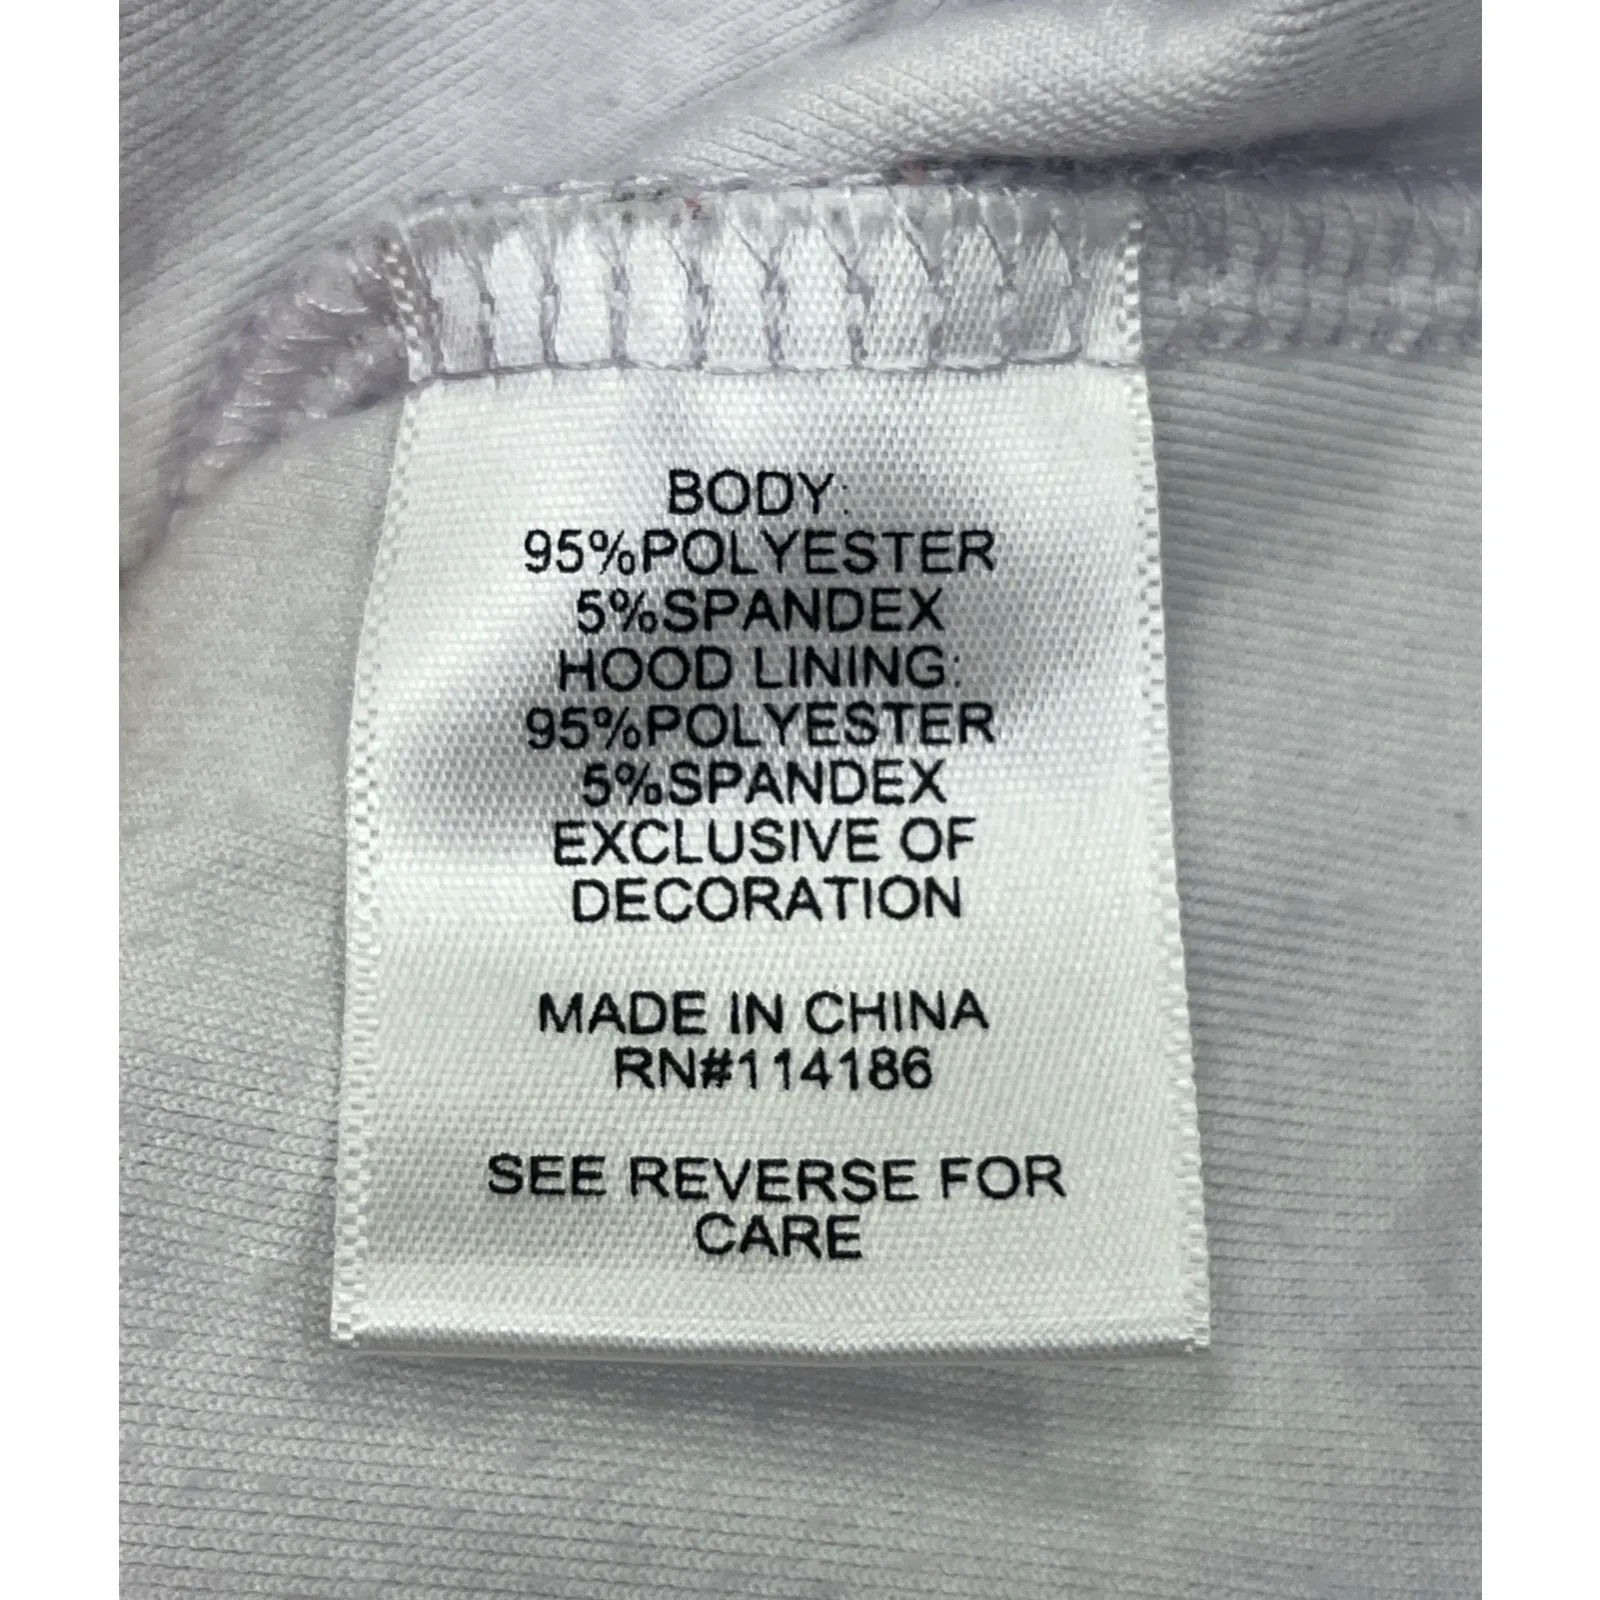 BODY:
95%POLYESTER
5%SPANDEX
HOOD LINING:
95%POLYESTER
5%SPANDEX
EXCLUSIVE OF
DECORATION
MADE IN CHINA
RN#114186
SEE REVERSE FOR
CARE